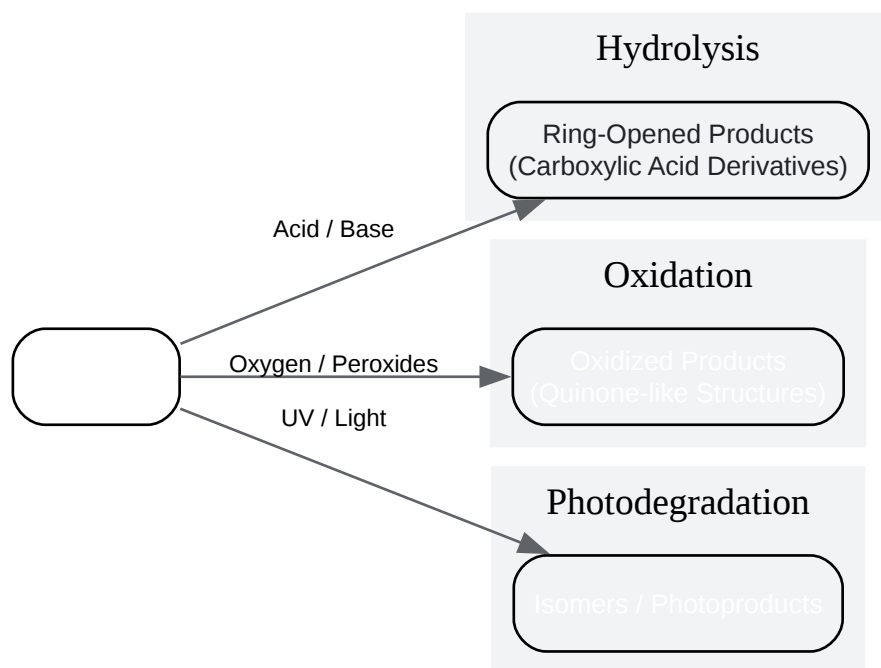 Hydrolysis
Ring-Opened Products
(Carboxylic Acid Derivatives)
Acid / Base
Oxidation
Oxygen / Peroxides
Oxidized Products
(Quinone-like Structures)
UV / Light
Photodegradation
Isomers / Photoproducts